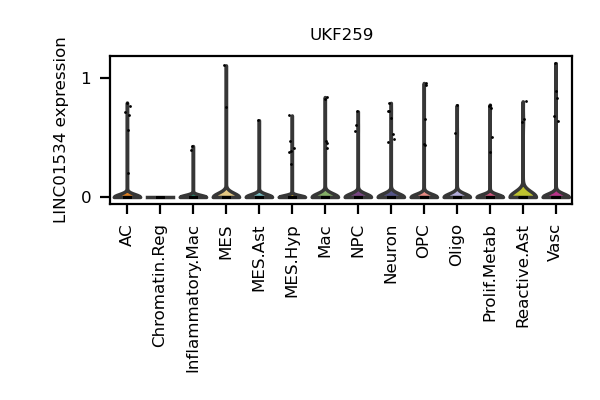 UKF259
LINC01534 expression
1
0
AC
Chromatin.Reg
Inflammatory.Mac
MES
MES.Ast
MES.Hyp
Mac
NPC
Neuron
OPC
Oligo
Prolif.Metab
Reactive.Ast
Vasc